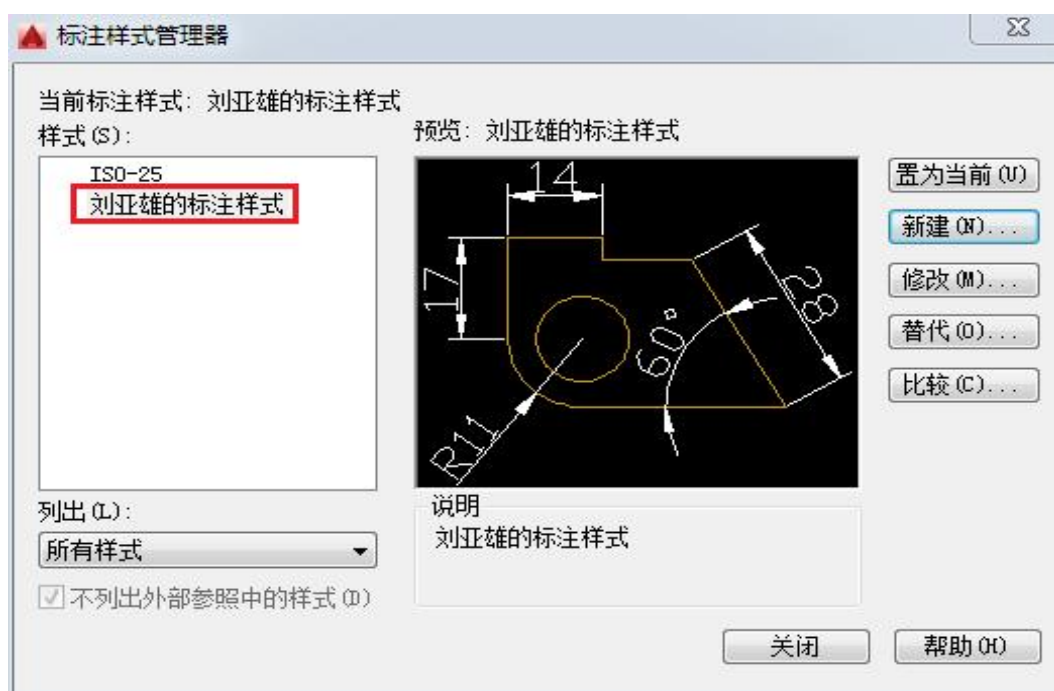 标注样式管理器
当前标注样式: 刘亚雄的标注样式
样式(S):
ISO-25
刘亚雄的标注样式
预览: 刘亚雄的标注样式
14
17
28
60°
R11
置为当前(U)
新建(N)...
修改(M)...
替代(O)...
比较(C)...
列出(L):
所有样式
不列出外部参照中的样式(D)
说明
刘亚雄的标注样式
关闭
帮助(H)